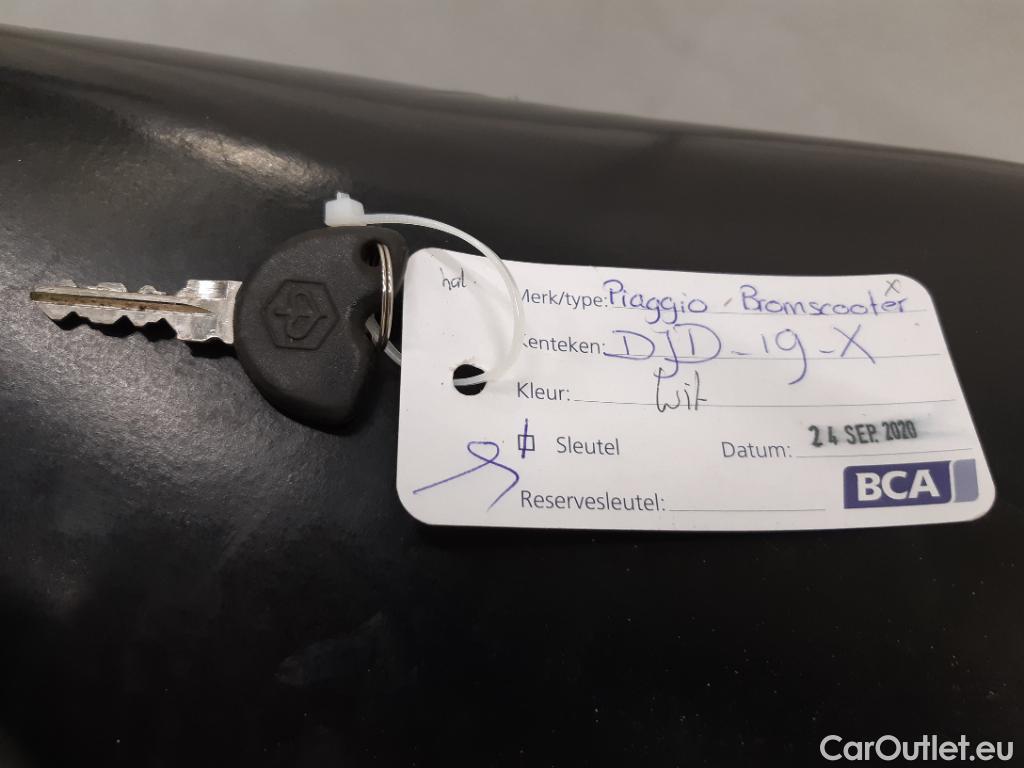 hal.
Merk/type: Piaggio Bromscooter x
Kenteken: DJD-19-X
Kleur: Wit
Sleutel Datum: 24 SEP. 2020
Reservesleutel:
BCA
CarOutlet.eu